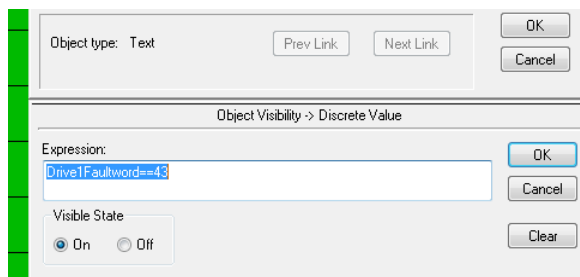 Object type: Text Prev Link Next Link OK
Cancel
Object Visibility -> Discrete Value
Expression:
Drive1Faultword==43
OK
Cancel
Visible State
On Off
Clear